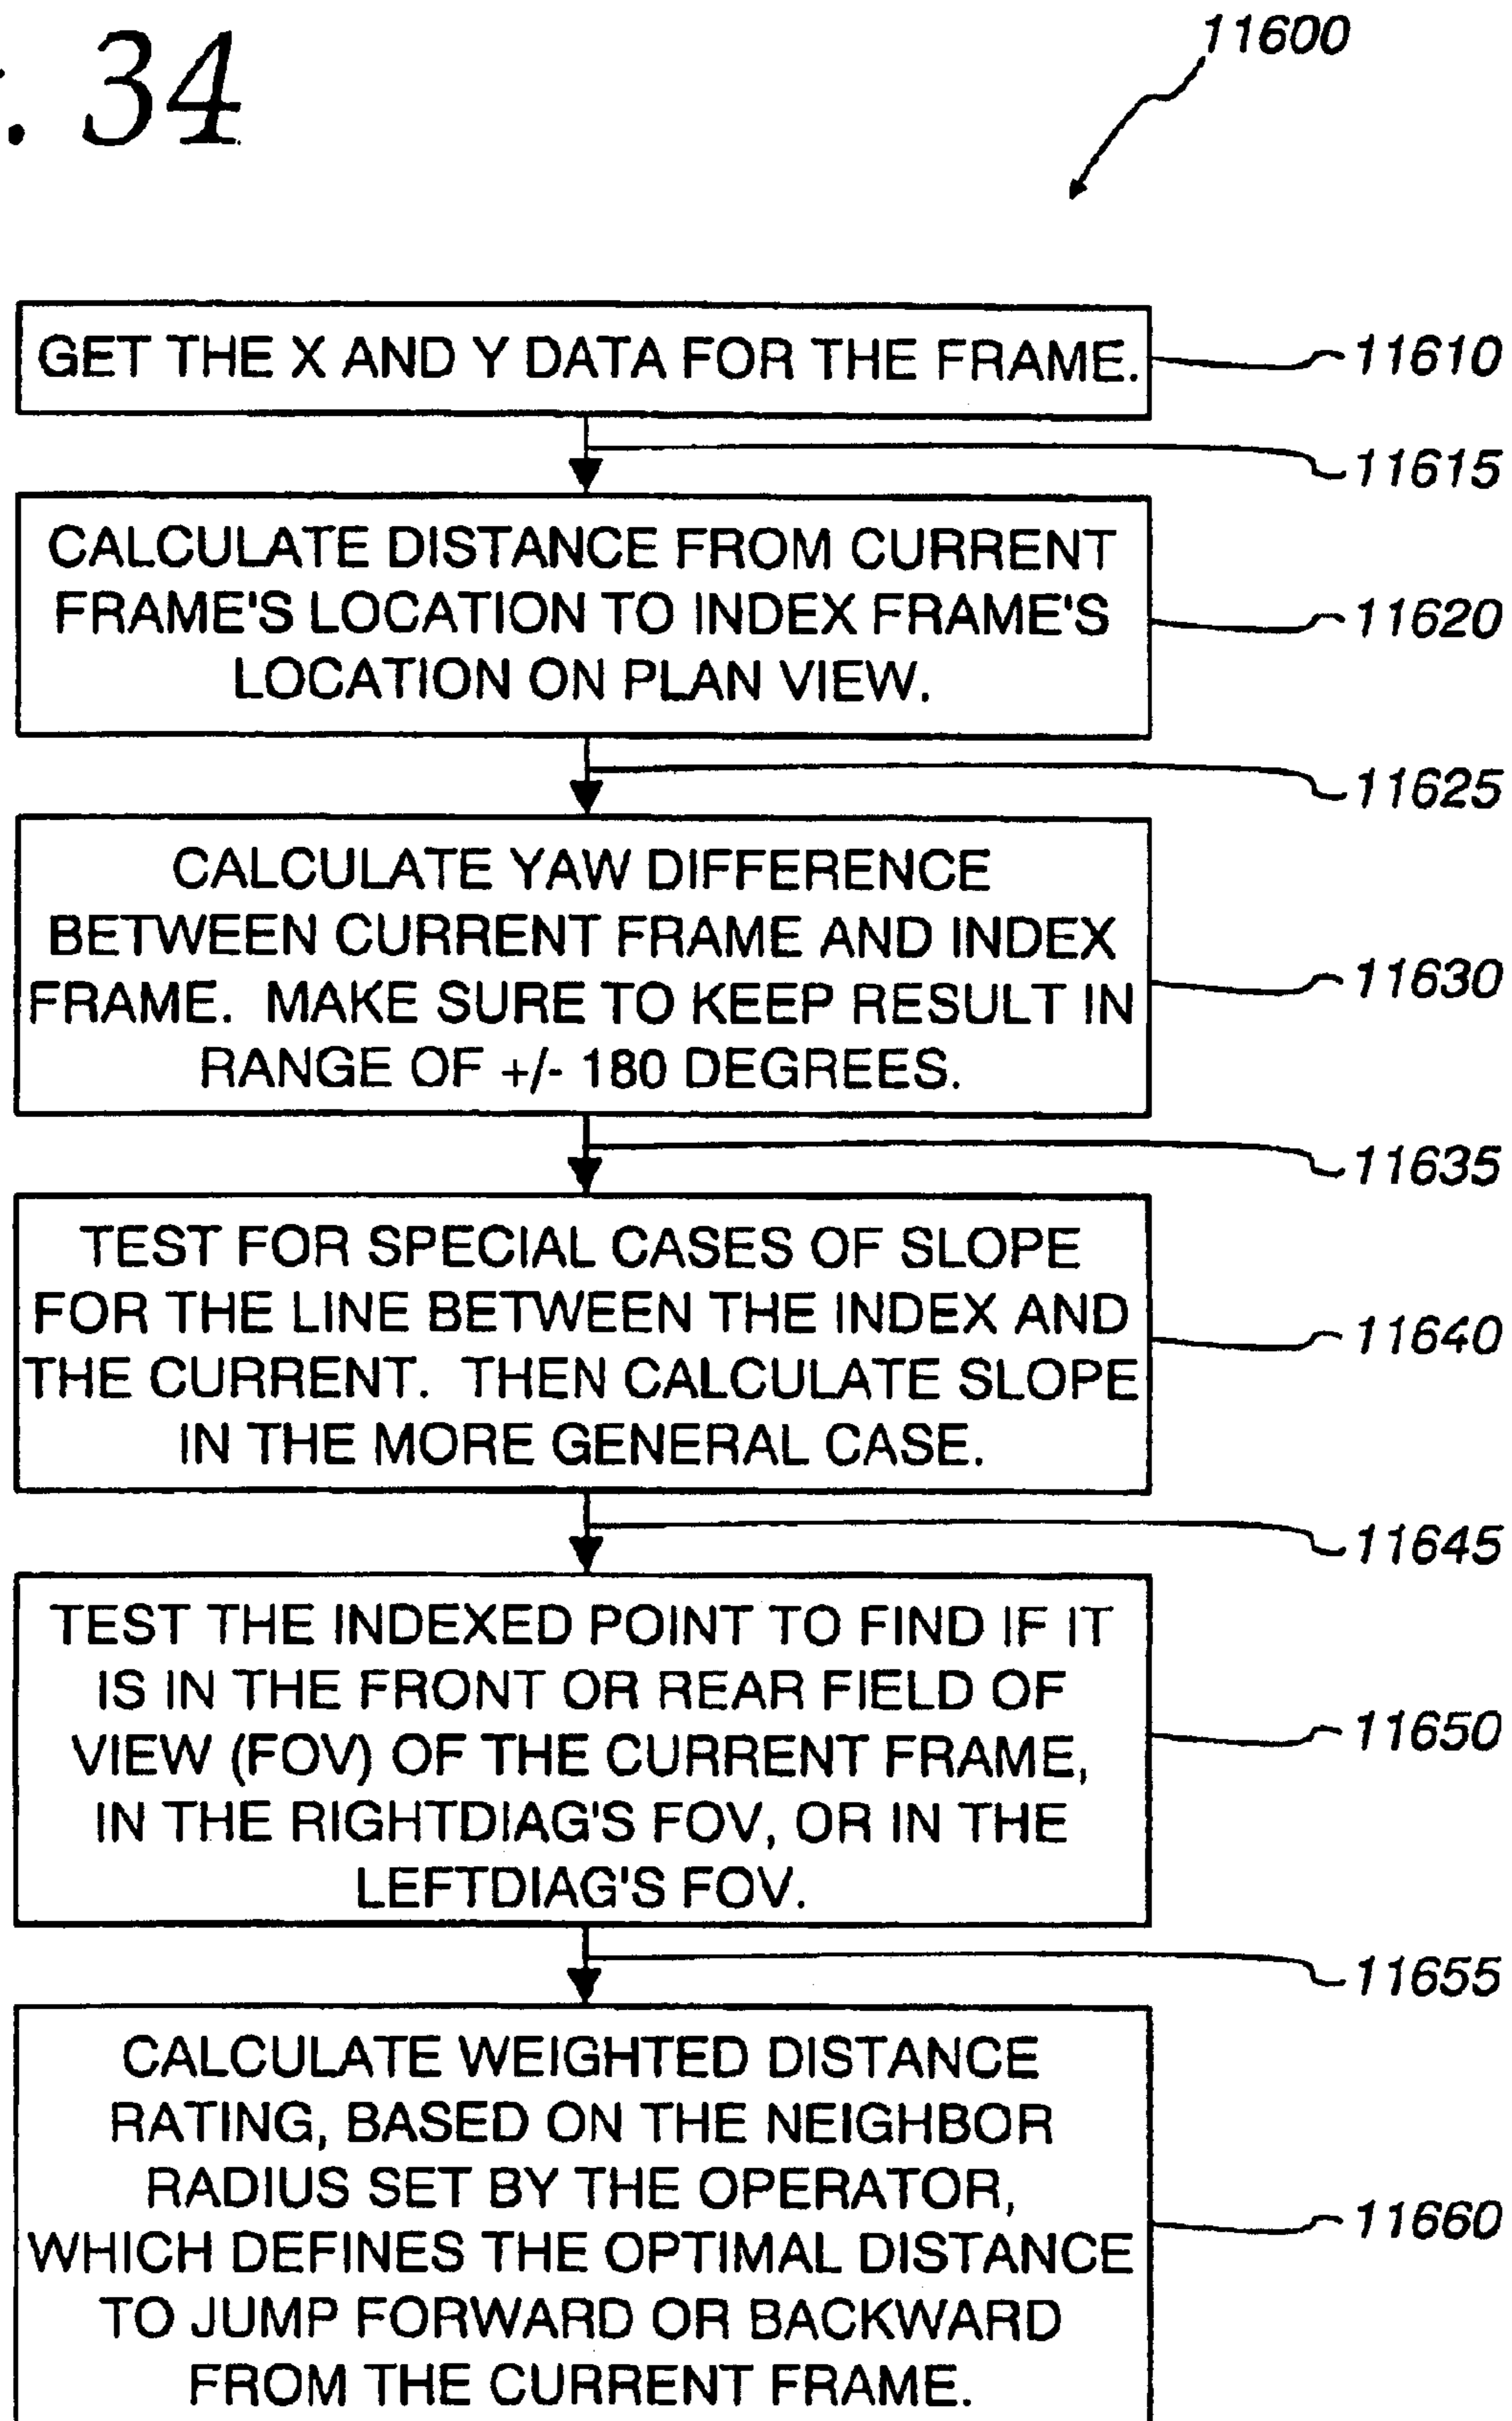 . 34
11600
GET THE X AND Y DATA FOR THE FRAME.
11610
11615
CALCULATE DISTANCE FROM CURRENT
FRAME'S LOCATION TO INDEX FRAME'S
LOCATION ON PLAN VIEW.
11620
11625
CALCULATE YAW DIFFERENCE
BETWEEN CURRENT FRAME AND INDEX
FRAME. MAKE SURE TO KEEP RESULT IN
RANGE OF +/- 180 DEGREES.
11630
11635
TEST FOR SPECIAL CASES OF SLOPE
FOR THE LINE BETWEEN THE INDEX AND
THE CURRENT. THEN CALCULATE SLOPE
IN THE MORE GENERAL CASE.
11640
11645
TEST THE INDEXED POINT TO FIND IF IT
IS IN THE FRONT OR REAR FIELD OF
VIEW (FOV) OF THE CURRENT FRAME,
IN THE RIGHTDIAG'S FOV, OR IN THE
LEFTDIAG'S FOV.
11650
11655
CALCULATE WEIGHTED DISTANCE
RATING, BASED ON THE NEIGHBOR
RADIUS SET BY THE OPERATOR,
WHICH DEFINES THE OPTIMAL DISTANCE
TO JUMP FORWARD OR BACKWARD
FROM THE CURRENT FRAME.
11660